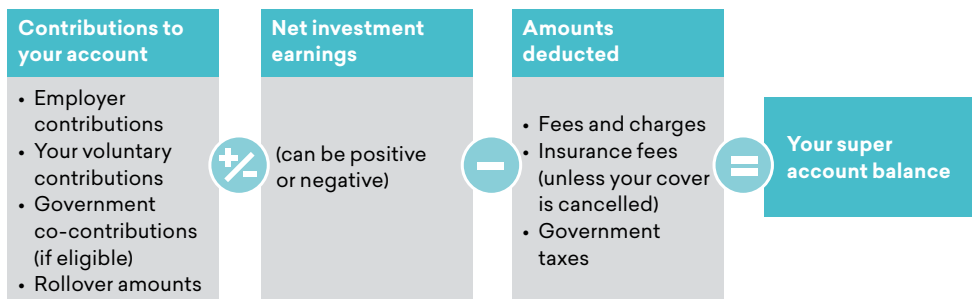 Contributions to
your account
• Employer
contributions
• Your voluntary
contributions
• Government
co-contributions
(if eligible)
• Rollover amounts
+/−
Net investment
earnings
(can be positive
or negative)
−
Amounts
deducted
• Fees and charges
• Insurance fees
(unless your cover
is cancelled)
• Government
taxes
=
Your super
account balance